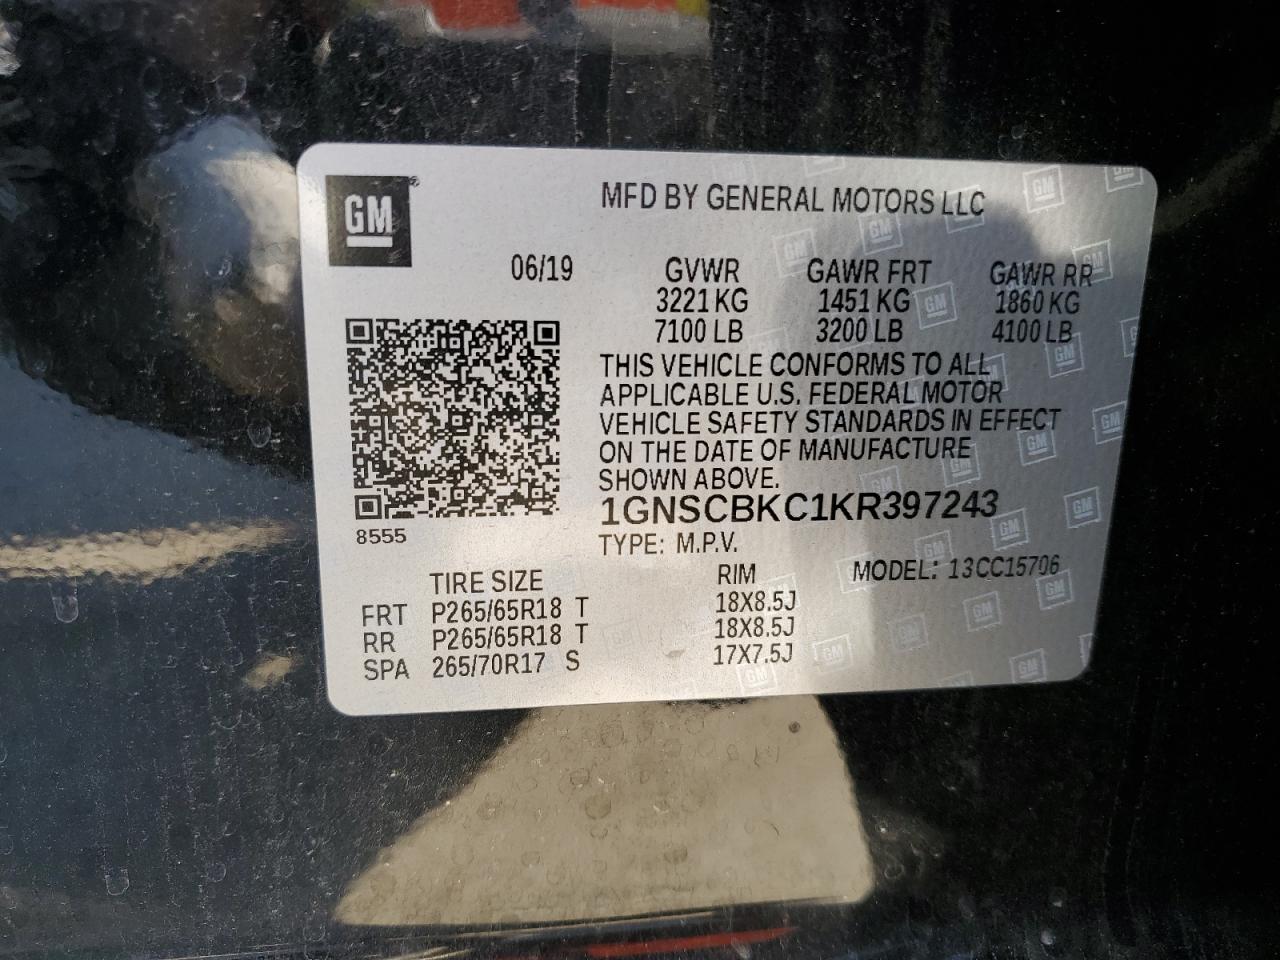 GM
MFD BY GENERAL MOTORS LLC
06/19 GVWR GAWR FRT GAWR RR
3221 KG 1451 KG 1860 KG
7100 LB 3200 LB 4100 LB
THIS VEHICLE CONFORMS TO ALL
APPLICABLE U.S. FEDERAL MOTOR
VEHICLE SAFETY STANDARDS IN EFFECT
ON THE DATE OF MANUFACTURE
SHOWN ABOVE.
1GNSCBKC1KR397243
8555
TYPE: M.P.V.
MODEL: 13CC15706
TIRE SIZE RIM
FRT P265/65R18 T 18X8.5J
RR P265/65R18 T 18X8.5J
SPA 265/70R17 S 17X7.5J